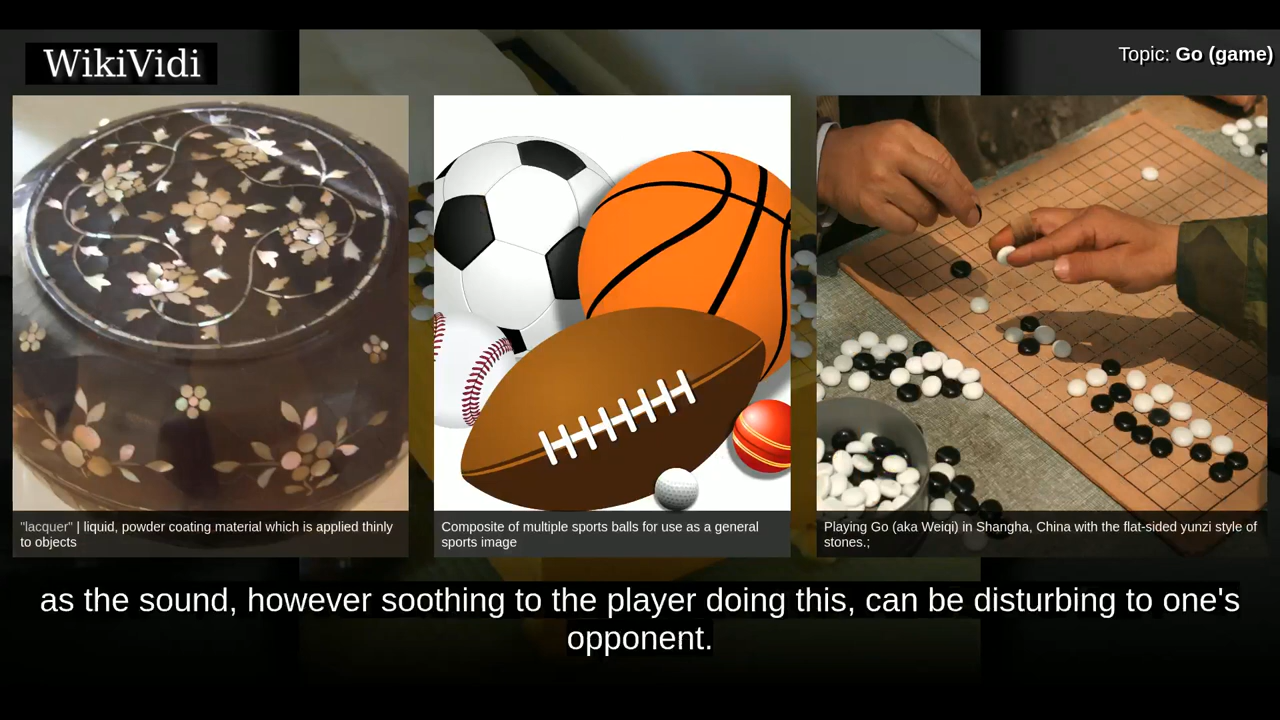 WikiVidi
Topic: Go (game)
"lacquer" | liquid, powder coating material which is applied thinly
to objects
Composite of multiple sports balls for use as a general
sports image
Playing Go (aka Weiqi) in Shangha, China with the flat-sided yunzi style of
stones.;
as the sound, however soothing to the player doing this, can be disturbing to one's
opponent.